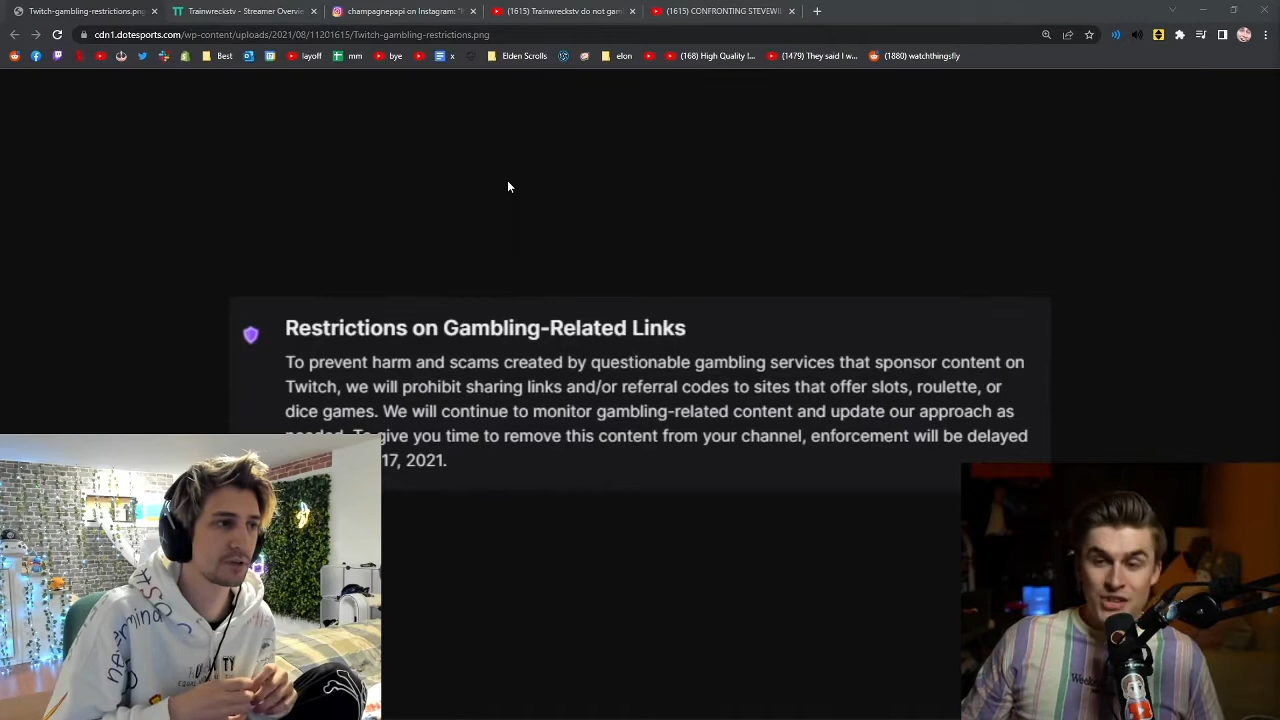 Twitch-gambling-restrictions.png
Trainwreckstv - Streamer Overvie
champagnepapi on Instagram: "
(1615) Trainwreckstv do not gam
(1615) CONFRONTING STEVEWI
cdn1.dotesports.com/wp-content/uploads/2021/08/11201615/Twitch-gambling-restrictions.png
Best
layoff
mm
bye
x
Elden Scrolls
elon
(168) High Quality I...
(1479) They said I w...
(1880) watchthingsfly
Restrictions on Gambling-Related Links
To prevent harm and scams created by questionable gambling services that sponsor content on
Twitch, we will prohibit sharing links and/or referral codes to sites that offer slots, roulette, or
dice games. We will continue to monitor gambling-related content and update our approach as
give you time to remove this content from your channel, enforcement will be delayed
17, 2021.